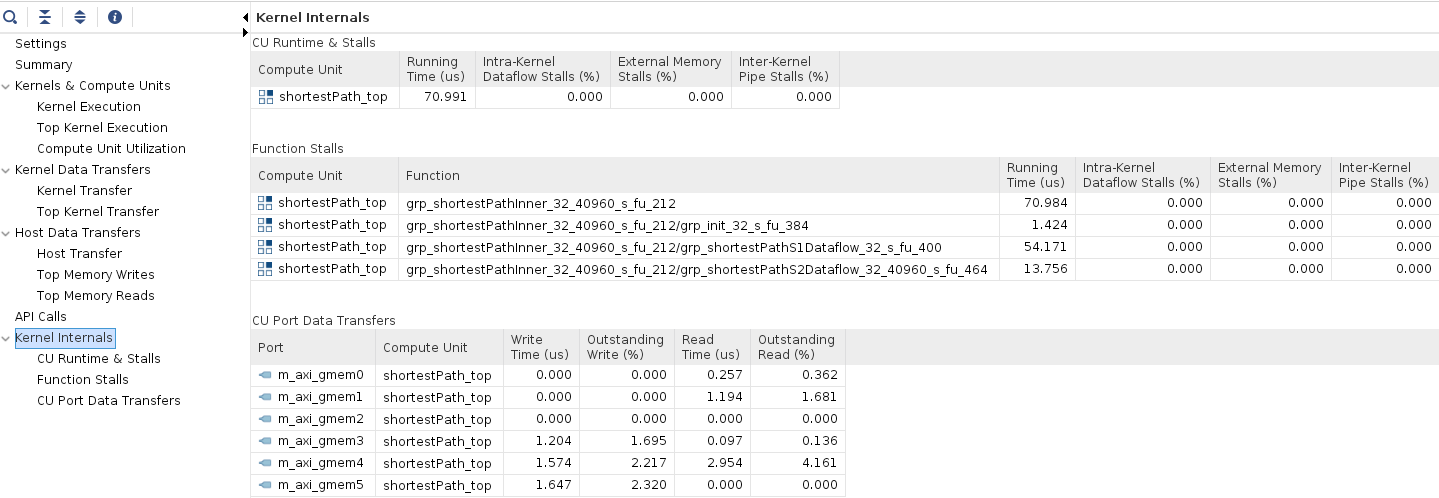 Kernel Internals
Settings
Summary
Kernels & Compute Units
Kernel Execution
Top Kernel Execution
Compute Unit Utilization
Kernel Data Transfers
Kernel Transfer
Top Kernel Transfer
Host Data Transfers
Host Transfer
Top Memory Writes
Top Memory Reads
API Calls
Kernel Internals
CU Runtime & Stalls
Function Stalls
CU Port Data Transfers
CU Runtime & Stalls
Compute Unit Running Time (us) Intra-Kernel Dataflow Stalls (%) External Memory Stalls (%) Inter-Kernel Pipe Stalls (%)
shortestPath_top 70.991 0.000 0.000 0.000
Function Stalls
Compute Unit Function Running Time (us) Intra-Kernel Dataflow Stalls (%) External Memory Stalls (%) Inter-Kernel Pipe Stalls (%)
shortestPath_top grp_shortestPathInner_32_40960_s_fu_212 70.984 0.000 0.000 0.000
shortestPath_top grp_shortestPathInner_32_40960_s_fu_212/grp_init_32_s_fu_384 1.424 0.000 0.000 0.000
shortestPath_top grp_shortestPathInner_32_40960_s_fu_212/grp_shortestPathS1Dataflow_32_s_fu_400 54.171 0.000 0.000 0.000
shortestPath_top grp_shortestPathInner_32_40960_s_fu_212/grp_shortestPathS2Dataflow_32_40960_s_fu_464 13.756 0.000 0.000 0.000
CU Port Data Transfers
Port Compute Unit Write Time (us) Outstanding Write (%) Read Time (us) Outstanding Read (%)
m_axi_gmem0 shortestPath_top 0.000 0.000 0.257 0.362
m_axi_gmem1 shortestPath_top 0.000 0.000 1.194 1.681
m_axi_gmem2 shortestPath_top 0.000 0.000 0.000 0.000
m_axi_gmem3 shortestPath_top 1.204 1.695 0.097 0.136
m_axi_gmem4 shortestPath_top 1.574 2.217 2.954 4.161
m_axi_gmem5 shortestPath_top 1.647 2.320 0.000 0.000